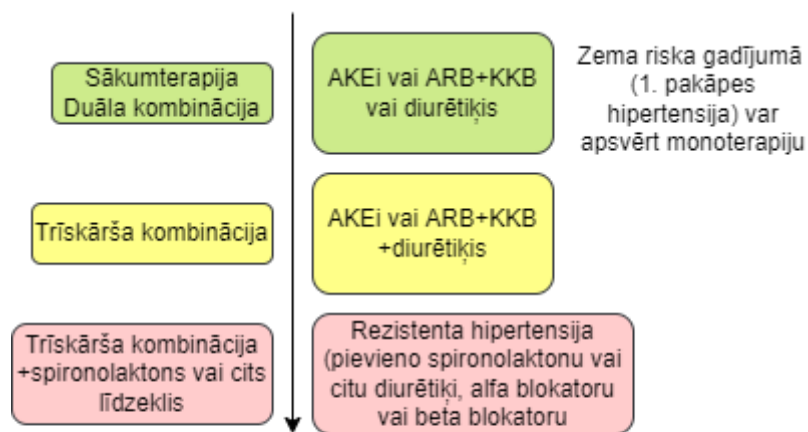 Sākumterapija
Duāla kombinācija
AKEi vai ARB+KKB
vai diurētiķis
Zema riska gadījumā
(1. pakāpes
hipertensija) var
apsvērt monoterapiju
Trīskārša kombinācija
AKEi vai ARB+KKB
+diurētiķis
Trīskārša kombinācija
+spironolaktons vai cits
līdzeklis
Rezistenta hipertensija
(pievieno spironolaktonu vai
citu diurētiķi, alfa blokatoru
vai beta blokatoru